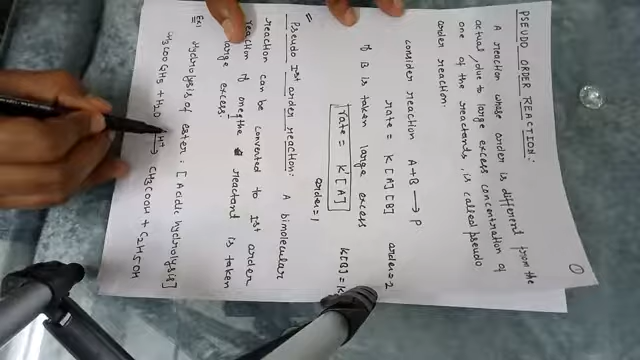 1
PSEUDO ORDER REACTION:
A reaction whose order is different from the
actual, due to large excess concentration of
one of the reactants, is called pseudo
order reaction.
consider reaction A+B ⟶ P
rate = K [A] [B] order=2
If B is taken large excess K[B] = K
rate = K' [A]
order=1
Pseudo Ist order reaction: A bimolecular
reaction can be converted to Ist order
reaction if one the reactant is taken
large excess.
Ex: Hydrolysis of ester: [Acidic hydrolysis]
CH3COOC2H5 + H2O H+ ⟶ CH3COOH + C2H5OH